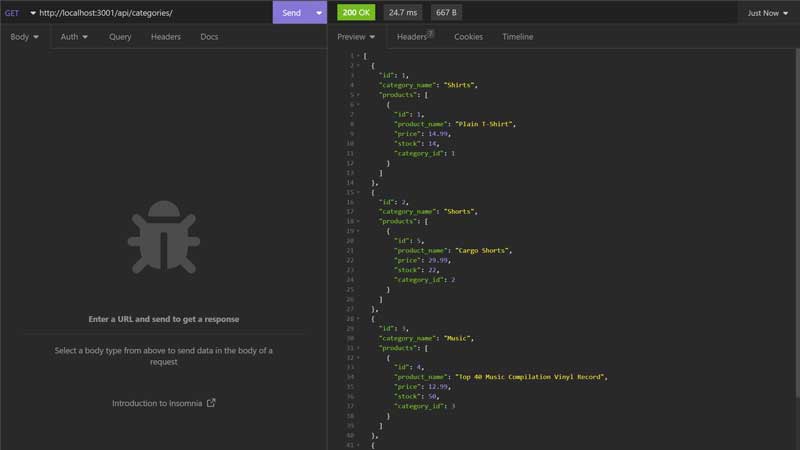 GET http://localhost:3001/api/categories/ Send 200 OK 24.7 ms 667 B Just Now
Body Auth Query Headers Docs Preview Headers 7 Cookies Timeline
1 [
2 {
3 "id": 1,
4 "category_name": "Shirts",
5 "products": [
6 {
7 "id": 1,
8 "product_name": "Plain T-Shirt",
9 "price": 14.99,
10 "stock": 14,
11 "category_id": 1
12 }
13 ]
14 },
15 {
16 "id": 2,
17 "category_name": "Shorts",
18 "products": [
19 {
20 "id": 5,
21 "product_name": "Cargo Shorts",
22 "price": 29.99,
23 "stock": 22,
24 "category_id": 2
25 }
26 ]
27 },
28 {
29 "id": 3,
30 "category_name": "Music",
31 "products": [
32 {
33 "id": 4,
34 "product_name": "Top 40 Music Compilation Vinyl Record",
35 "price": 12.99,
36 "stock": 50,
37 "category_id": 3
38 }
39 ]
40 },
41 {
Enter a URL and send to get a response
Select a body type from above to send data in the body of a
request
Introduction to Insomnia